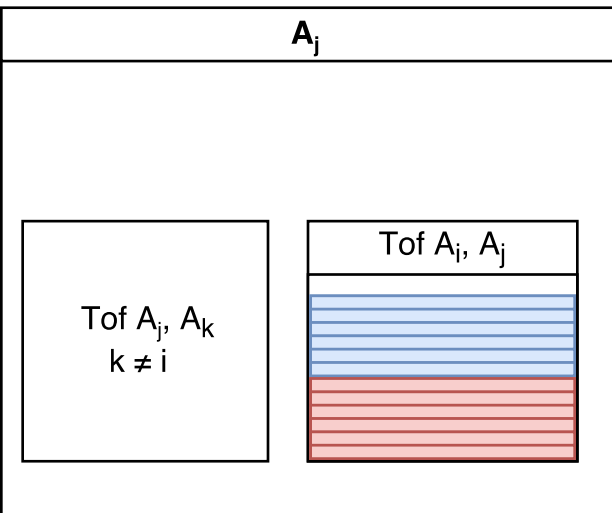 Aj
Tof Ai, Aj
Tof Aj, Ak
k ≠ i